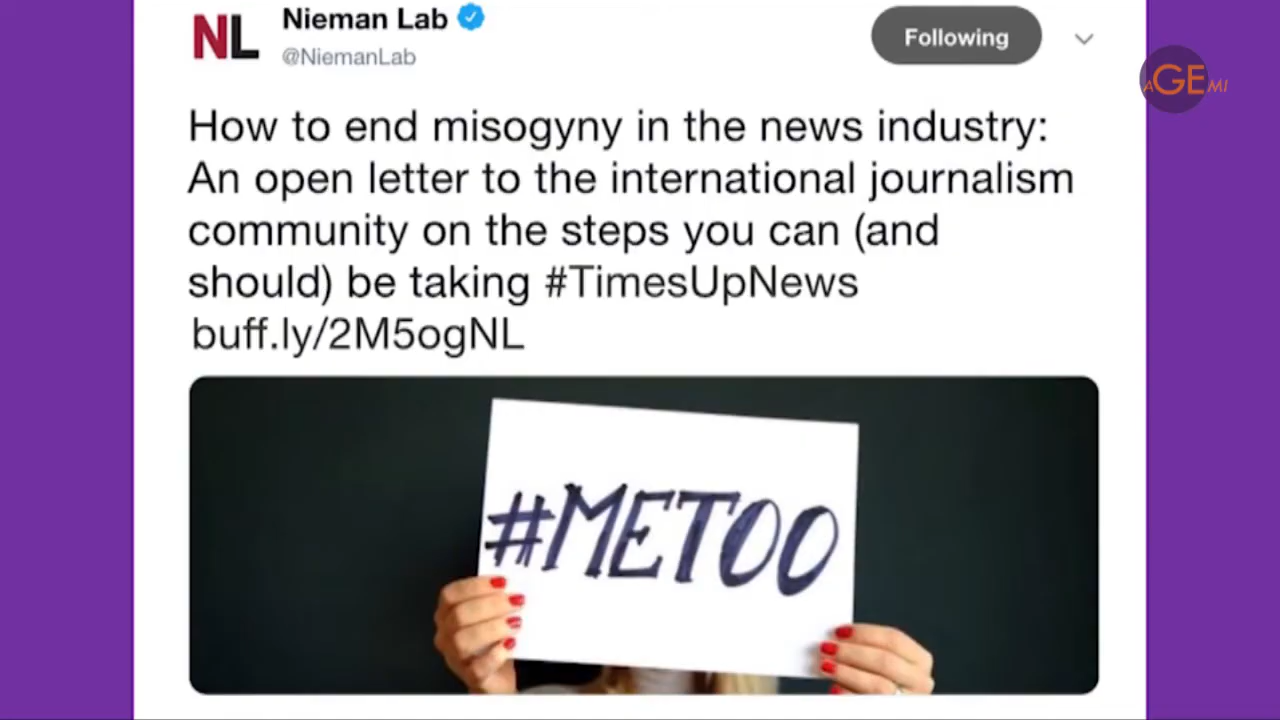 NL
Nieman Lab
@NiemanLab
Following
AGEMI
How to end misogyny in the news industry:
An open letter to the international journalism
community on the steps you can (and
should) be taking #TimesUpNews
buff.ly/2M5ogNL
#METOO